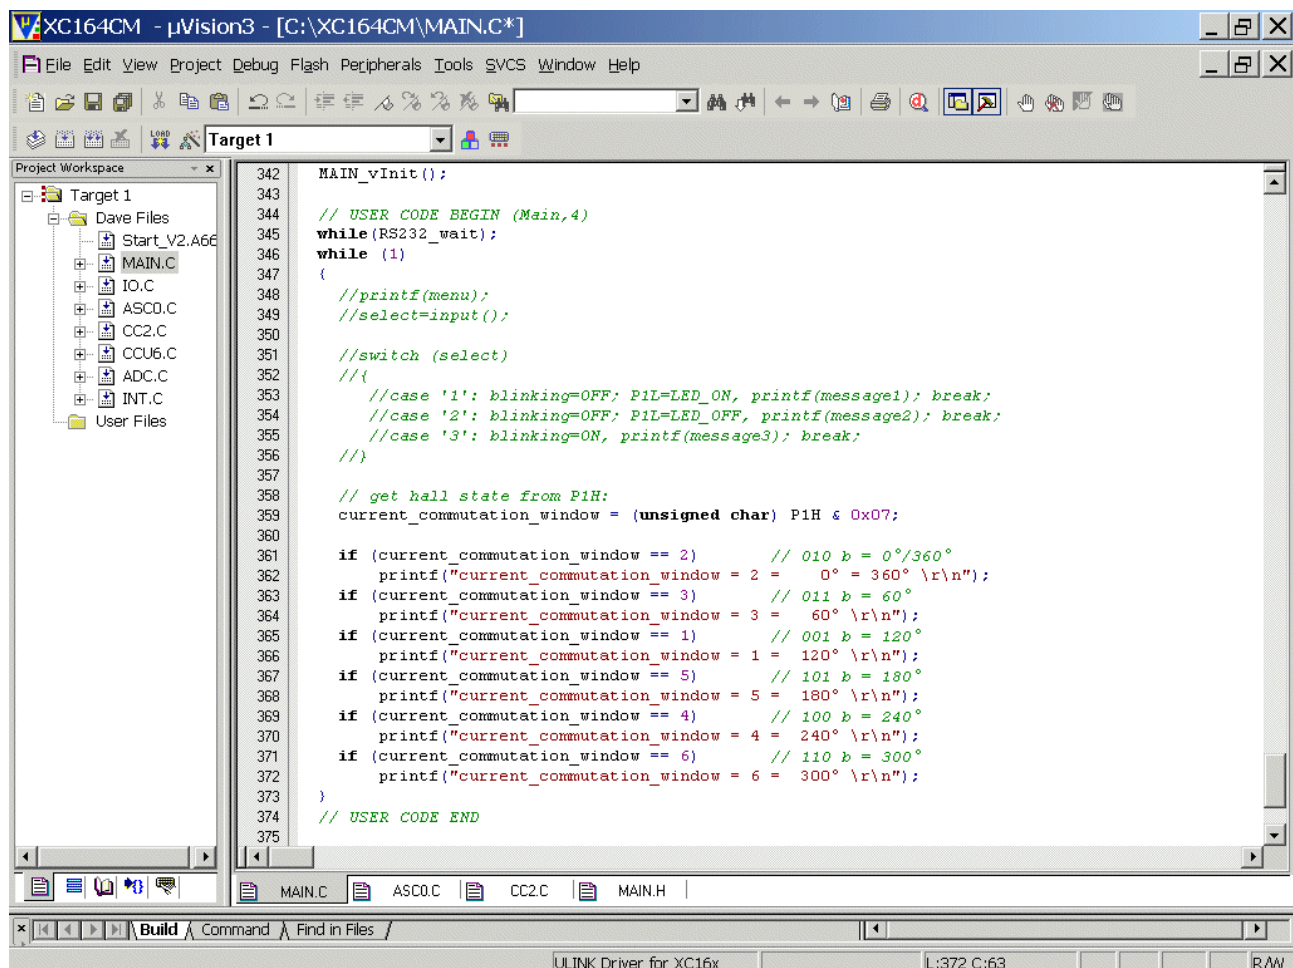 XC164CM - µVision3 - [C:\XC164CM\MAIN.C*]
File Edit View Project Debug Flash Peripherals Tools SVCS Window Help
LOAD Target 1
Project Workspace
Target 1
Dave Files
Start_V2.A66
MAIN.C
IO.C
ASC0.C
CC2.C
CCU6.C
ADC.C
INT.C
User Files
342 MAIN_vInit();
343
344 // USER CODE BEGIN (Main,4)
345 while(RS232_wait);
346 while (1)
347 {
348 //printf(menu);
349 //select=input();
350
351 //switch (select)
352 //{
353 //case '1': blinking=OFF; P1L=LED_ON, printf(message1); break;
354 //case '2': blinking=OFF; P1L=LED_OFF, printf(message2); break;
355 //case '3': blinking=ON, printf(message3); break;
356 //}
357
358 // get hall state from P1H:
359 current_commutation_window = (unsigned char) P1H & 0x07;
360
361 if (current_commutation_window == 2) // 010 b = 0°/360°
362 printf("current_commutation_window = 2 = 0° = 360° \r\n");
363 if (current_commutation_window == 3) // 011 b = 60°
364 printf("current_commutation_window = 3 = 60° \r\n");
365 if (current_commutation_window == 1) // 001 b = 120°
366 printf("current_commutation_window = 1 = 120° \r\n");
367 if (current_commutation_window == 5) // 101 b = 180°
368 printf("current_commutation_window = 5 = 180° \r\n");
369 if (current_commutation_window == 4) // 100 b = 240°
370 printf("current_commutation_window = 4 = 240° \r\n");
371 if (current_commutation_window == 6) // 110 b = 300°
372 printf("current_commutation_window = 6 = 300° \r\n");
373 }
374 // USER CODE END
375
MAIN.C ASC0.C CC2.C MAIN.H
Build Command Find in Files
ULINK Driver for XC16x L:372 C:63 R/W